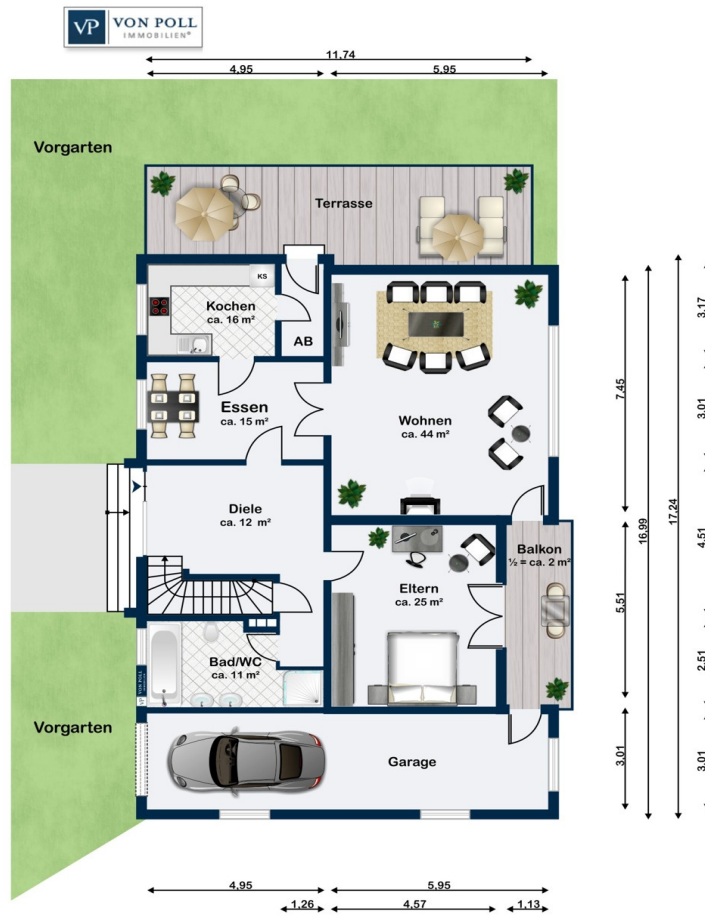 VP VON POLL
IMMOBILIEN®
11,74
4,95 5,95
Vorgarten
Terrasse
KS
Kochen
ca. 16 m²
AB
Essen
ca. 15 m²
Wohnen
ca. 44 m²
Diele
ca. 12 m²
Balkon
½ = ca. 2 m²
Eltern
ca. 25 m²
Bad/WC
ca. 11 m²
VP VON POLL
Vorgarten
Garage
7,45
5,51
3,01
16,99
17,24
3,17
3,01
4,51
2,51
3,01
4,95 5,95
1,26 4,57 1,13